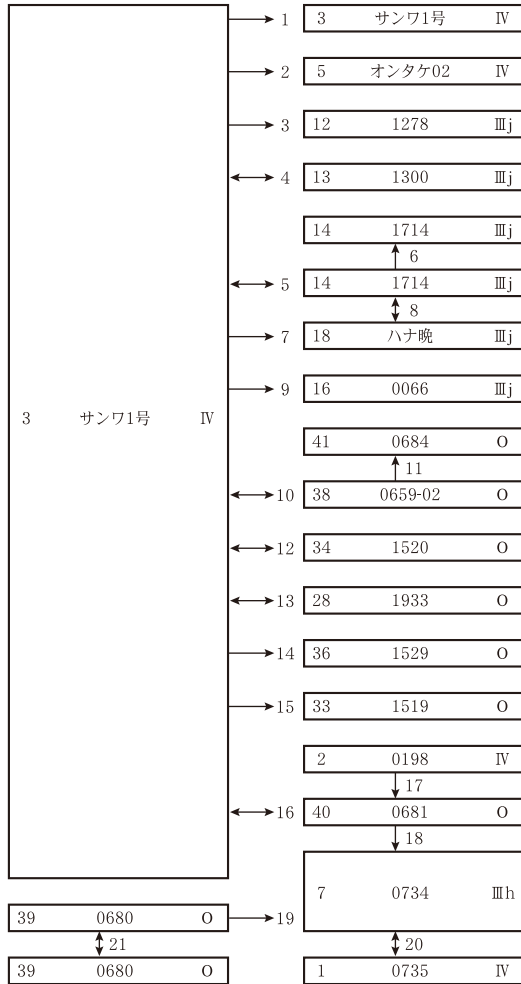 1 3 サンワ1号 Ⅳ
2 5 オンタケ02 Ⅳ
3 12 1278 Ⅲj
4 13 1300 Ⅲj
14 1714 Ⅲj
6
5 14 1714 Ⅲj
8
7 18 ハナ晩 Ⅲj
9 16 0066 Ⅲj
3 サンワ1号 Ⅳ
41 0684 O
11
10 38 0659-02 O
12 34 1520 O
13 28 1933 O
14 36 1529 O
15 33 1519 O
2 0198 Ⅳ
17
16 40 0681 O
18
7 0734 Ⅲh
39 0680 O 19
21 20
39 0680 O 1 0735 Ⅳ